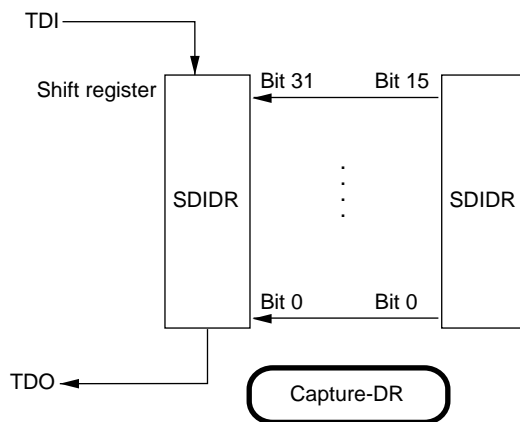 TDI
Shift register
Bit 31 Bit 15
SDIDR SDIDR
Bit 0 Bit 0
TDO
Capture-DR